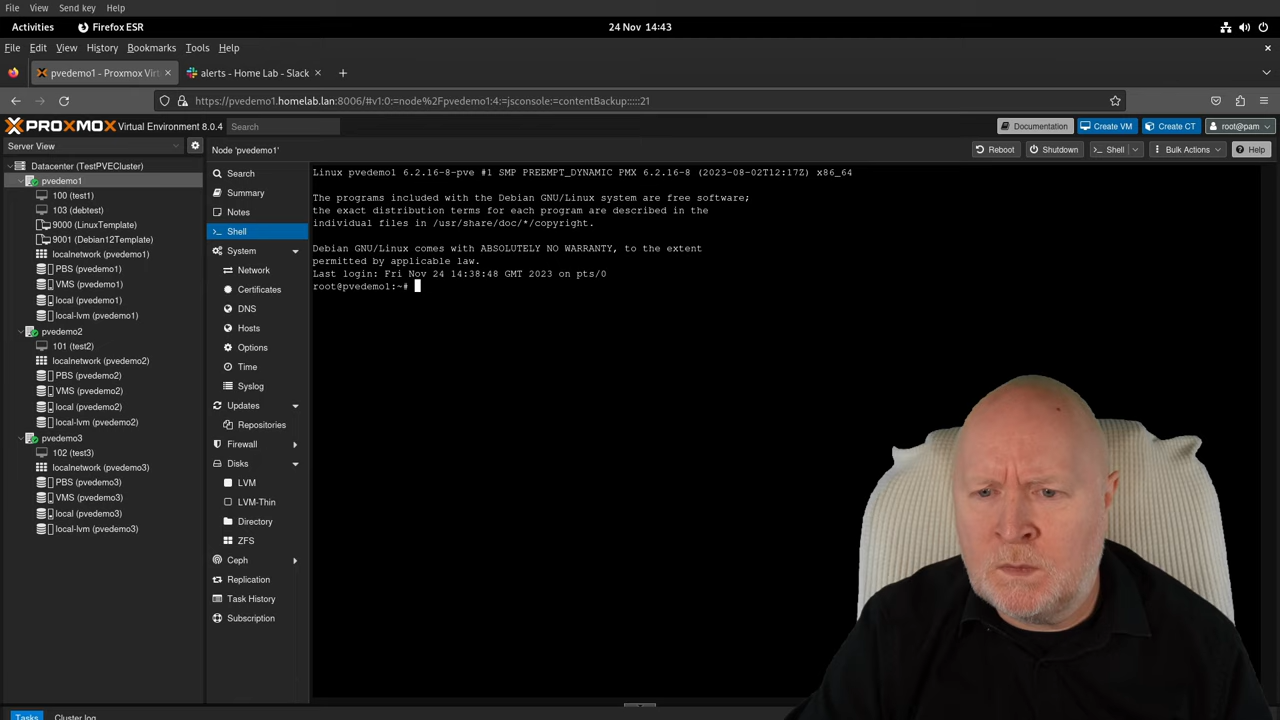 File View Send key Help
Activities Firefox ESR 24 Nov 14:43
File Edit View History Bookmarks Tools Help
pvedemo1 - Proxmox Virt alerts - Home Lab - Slack
https://pvedemo1.homelab.lan:8006/#v1:0:=node%2Fpvedemo1:4:=jsconsole:=contentBackup:::::21
PROXMOX Virtual Environment 8.0.4 Search Documentation Create VM Create CT root@pam
Server View
Node 'pvedemo1' Reboot Shutdown Shell Bulk Actions Help
Datacenter (TestPVECluster)
pvedemo1
100 (test1)
103 (debtest)
9000 (LinuxTemplate)
9001 (Debian12Template)
localnetwork (pvedemo1)
PBS (pvedemo1)
VMS (pvedemo1)
local (pvedemo1)
local-lvm (pvedemo1)
pvedemo2
101 (test2)
localnetwork (pvedemo2)
PBS (pvedemo2)
VMS (pvedemo2)
local (pvedemo2)
local-lvm (pvedemo2)
pvedemo3
102 (test3)
localnetwork (pvedemo3)
PBS (pvedemo3)
VMS (pvedemo3)
local (pvedemo3)
local-lvm (pvedemo3)
Search
Summary
Notes
Shell
System
Network
Certificates
DNS
Hosts
Options
Time
Syslog
Updates
Repositories
Firewall
Disks
LVM
LVM-Thin
Directory
ZFS
Ceph
Replication
Task History
Subscription
Linux pvedemo1 6.2.16-8-pve #1 SMP PREEMPT_DYNAMIC PMX 6.2.16-8 (2023-08-02T12:17Z) x86_64
The programs included with the Debian GNU/Linux system are free software;
the exact distribution terms for each program are described in the
individual files in /usr/share/doc/*/copyright.
Debian GNU/Linux comes with ABSOLUTELY NO WARRANTY, to the extent
permitted by applicable law.
Last login: Fri Nov 24 14:38:48 GMT 2023 on pts/0
root@pvedemo1:~#
Tasks Cluster log